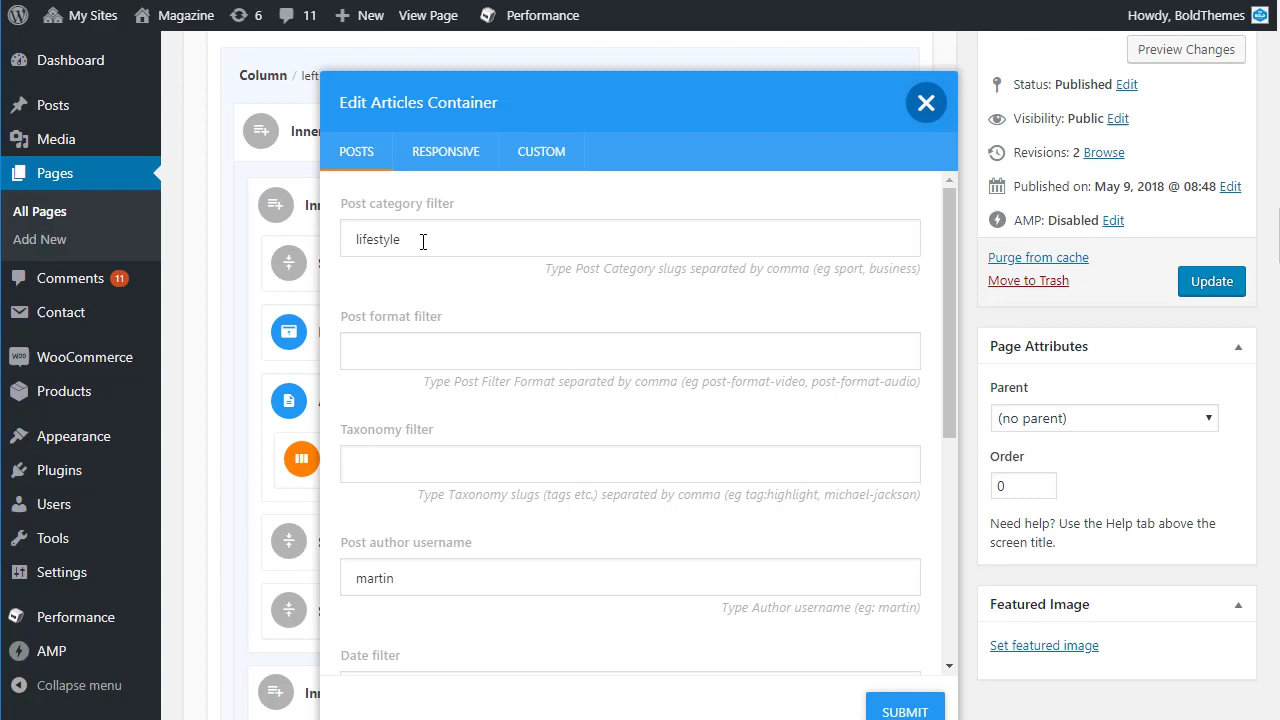 My Sites
Magazine
6
11
New
View Page
Performance
Howdy, BoldThemes
Dashboard
Posts
Media
Pages
All Pages
Add New
Comments 11
Contact
WooCommerce
Products
Appearance
Plugins
Users
Tools
Settings
Performance
AMP
Collapse menu
Column / left
Edit Articles Container
POSTS
RESPONSIVE
CUSTOM
Post category filter
lifestyle
Type Post Category slugs separated by comma (eg sport, business)
Post format filter
Type Post Filter Format separated by comma (eg post-format-video, post-format-audio)
Taxonomy filter
Type Taxonomy slugs (tags etc.) separated by comma (eg tag:highlight, michael-jackson)
Post author username
martin
Type Author username (eg: martin)
Date filter
SUBMIT
Preview Changes
Status: Published Edit
Visibility: Public Edit
Revisions: 2 Browse
Published on: May 9, 2018 @ 08:48 Edit
AMP: Disabled Edit
Purge from cache
Move to Trash
Update
Page Attributes
Parent
(no parent)
Order
0
Need help? Use the Help tab above the
screen title.
Featured Image
Set featured image